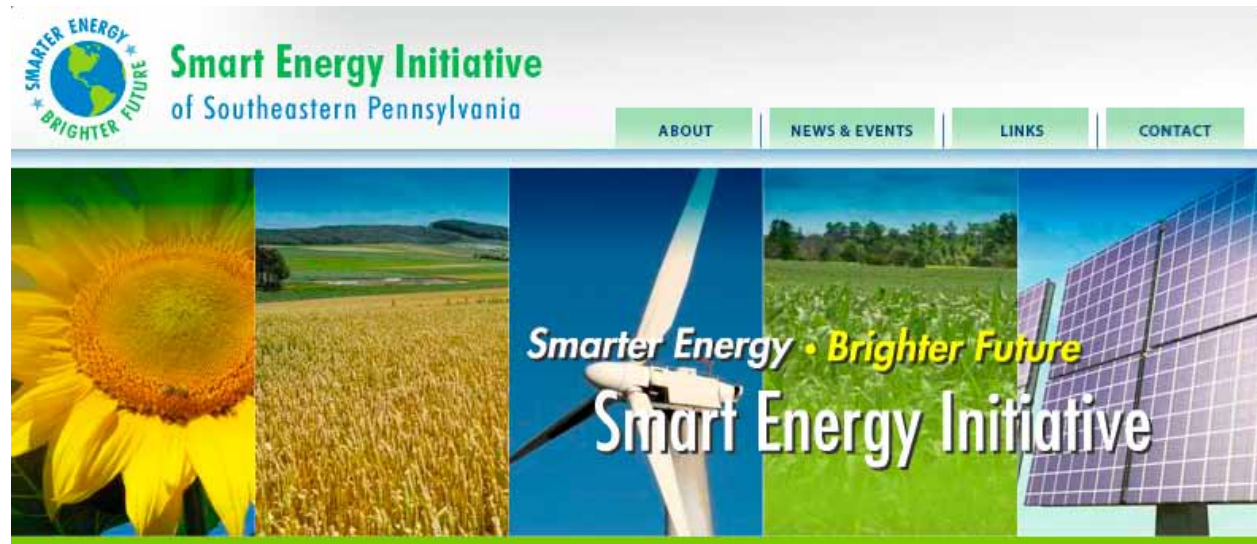 SMARTER ENERGY
BRIGHTER FUTURE
Smart Energy Initiative
of Southeastern Pennsylvania
ABOUT
NEWS & EVENTS
LINKS
CONTACT
Smarter Energy • Brighter Future
Smart Energy Initiative